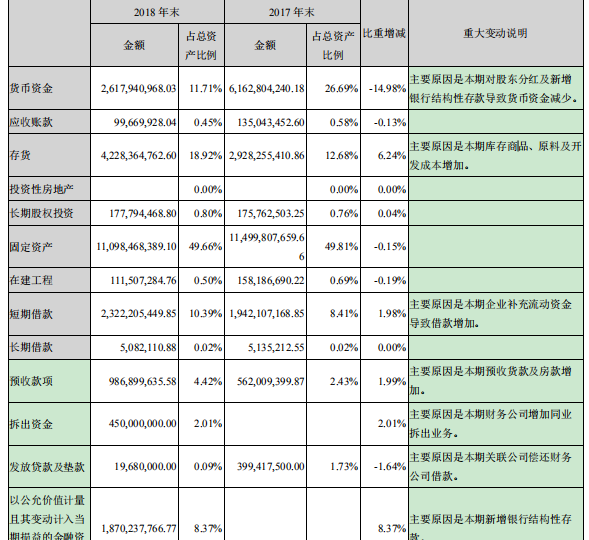 2018 年末 2017 年末 比重增减 重大变动说明
金额 占总资产比例 金额 占总资产比例
货币资金 2,617,940,968.03 11.71% 6,162,804,240.18 26.69% -14.98% 主要原因是本期对股东分红及新增
银行结构性存款导致货币资金减少。
应收账款 99,669,928.04 0.45% 135,043,452.60 0.58% -0.13%
存货 4,228,364,762.60 18.92% 2,928,255,410.86 12.68% 6.24% 主要原因是本期库存商品、原料及开
发成本增加。
投资性房地产 0.00% 0.00% 0.00%
长期股权投资 177,794,468.80 0.80% 175,762,503.25 0.76% 0.04%
固定资产 11,098,468,389.10 49.66% 11,499,807,659.6
6 49.81% -0.15%
在建工程 111,507,284.76 0.50% 158,186,690.22 0.69% -0.19%
短期借款 2,322,205,449.85 10.39% 1,942,107,168.85 8.41% 1.98% 主要原因是本期企业补充流动资金
导致借款增加。
长期借款 5,082,110.88 0.02% 5,135,212.55 0.02% 0.00%
预收款项 986,899,635.58 4.42% 562,009,399.87 2.43% 1.99% 主要原因是本期预收货款及房款增
加。
拆出资金 450,000,000.00 2.01% 2.01% 主要原因是本期财务公司增加同业
拆出业务。
发放贷款及垫款 19,680,000.00 0.09% 399,417,500.00 1.73% -1.64% 主要原因是本期关联公司偿还财务
公司借款。
以公允价值计量
且其变动计入当
期损益的金融资 1,870,237,766.77 8.37% 8.37% 主要原因是本期新增银行结构性存
款。